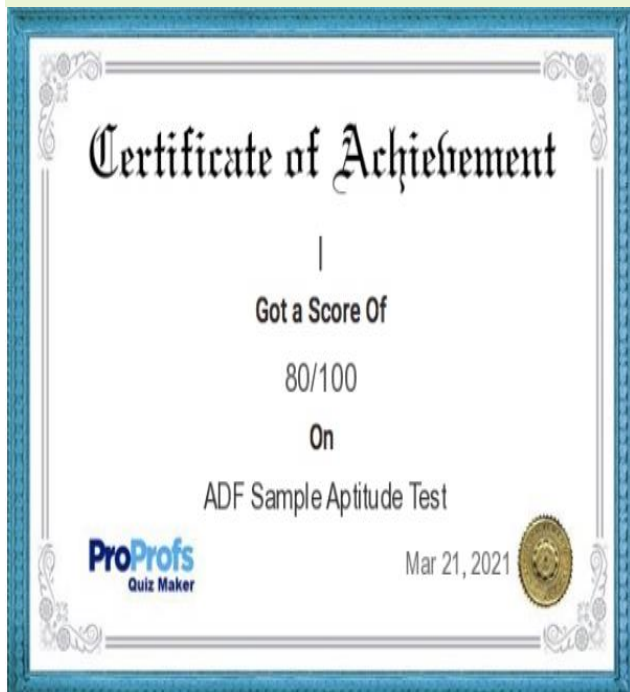 Certificate of Achievement
I
Got a Score Of
80/100
On
ADF Sample Aptitude Test
ProProfs
Quiz Maker
Mar 21, 2021